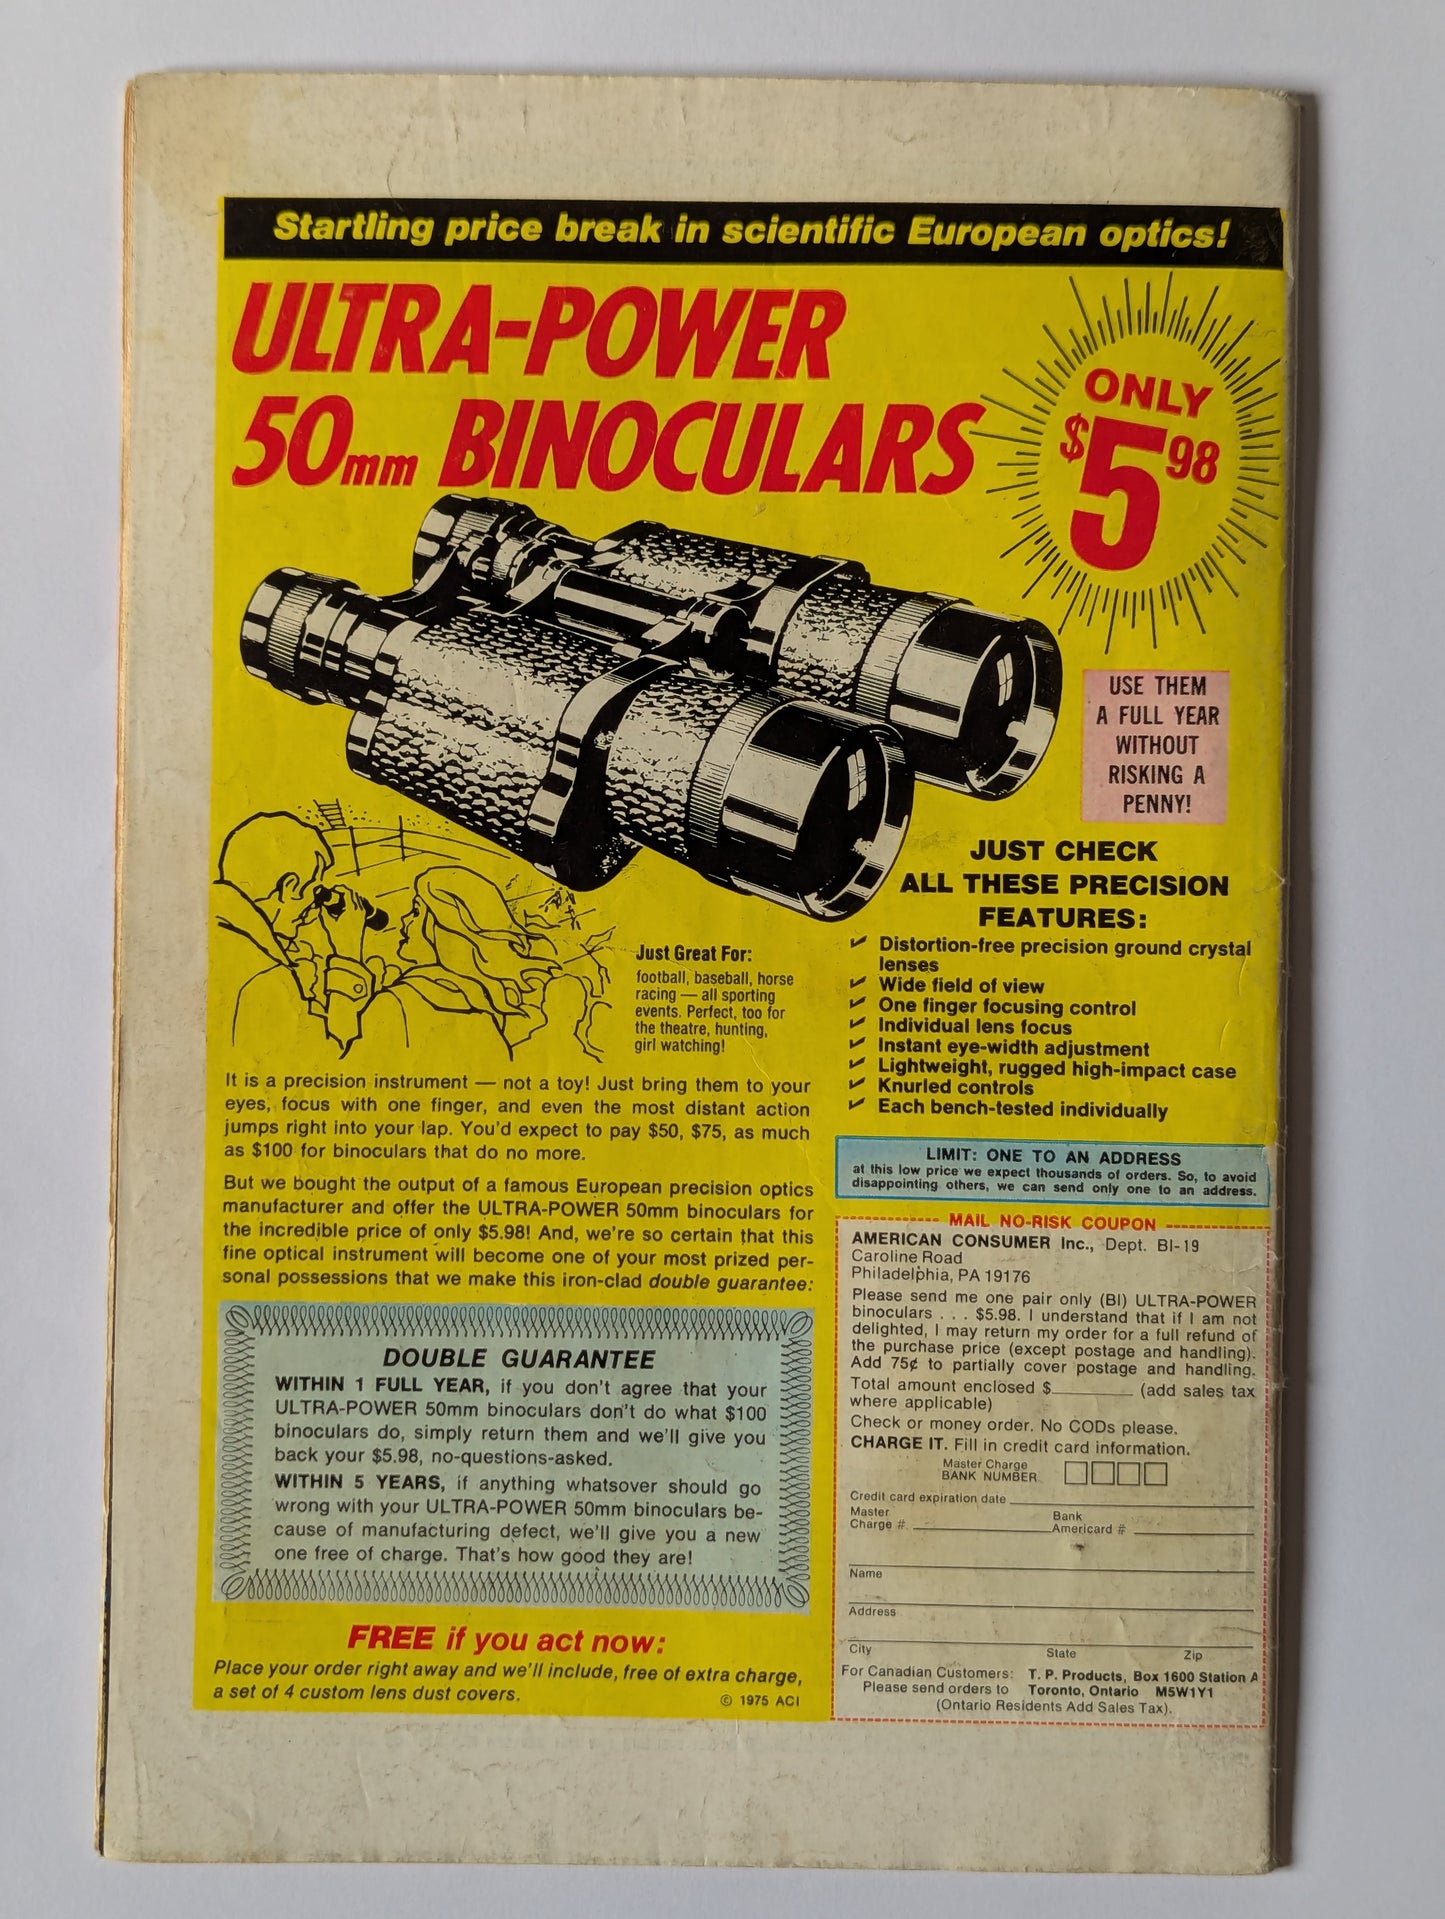 Startling price break in scientific European optics!
ULTRA-POWER
50mm BINOCULARS
ONLY
$5 98
USE THEM
A FULL YEAR
WITHOUT
RISKING A
PENNY!
JUST CHECK
ALL THESE PRECISION
FEATURES:
Distortion-free precision ground crystal
lenses
Wide field of view
One finger focusing control
Individual lens focus
Instant eye-width adjustment
Lightweight, rugged high-impact case
Knurled controls
Each bench-tested individually
Just Great For:
football, baseball, horse
racing — all sporting
events. Perfect, too for
the theatre, hunting,
girl watching!
It is a precision instrument — not a toy! Just bring them to your
eyes, focus with one finger, and even the most distant action
jumps right into your lap. You'd expect to pay $50, $75, as much
as $100 for binoculars that do no more.
But we bought the output of a famous European precision optics
manufacturer and offer the ULTRA-POWER 50mm binoculars for
the incredible price of only $5.98! And, we're so certain that this
fine optical instrument will become one of your most prized per-
sonal possessions that we make this iron-clad double guarantee:
DOUBLE GUARANTEE
WITHIN 1 FULL YEAR, if you don't agree that your
ULTRA-POWER 50mm binoculars don't do what $100
binoculars do, simply return them and we'll give you
back your $5.98, no-questions-asked.
WITHIN 5 YEARS, if anything whatsover should go
wrong with your ULTRA-POWER 50mm binoculars be-
cause of manufacturing defect, we'll give you a new
one free of charge. That's how good they are!
FREE if you act now:
Place your order right away and we'll include, free of extra charge,
a set of 4 custom lens dust covers.
© 1975 ACI
LIMIT: ONE TO AN ADDRESS
at this low price we expect thousands of orders. So, to avoid
disappointing others, we can send only one to an address.
MAIL NO-RISK COUPON
AMERICAN CONSUMER Inc., Dept. BI-19
Caroline Road
Philadelphia, PA 19176
Please send me one pair only (BI) ULTRA-POWER
binoculars . . . $5.98. I understand that if I am not
delighted, I may return my order for a full refund of
the purchase price (except postage and handling).
Add 75¢ to partially cover postage and handling.
Total amount enclosed $________ (add sales tax
where applicable)
Check or money order. No CODs please.
CHARGE IT. Fill in credit card information.
Master Charge
BANK NUMBER
Credit card expiration date
Master
Charge #
Bank
Americard #
Name
Address
City State Zip
For Canadian Customers: T. P. Products, Box 1600 Station A
Please send orders to Toronto, Ontario M5W1Y1
(Ontario Residents Add Sales Tax).